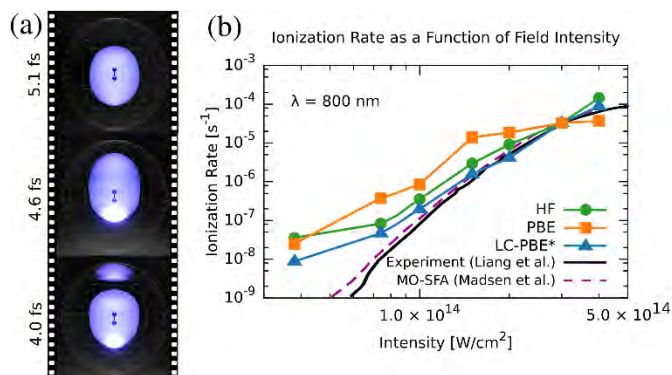 (a)
5.1 fs
4.6 fs
4.0 fs
(b)
Ionization Rate as a Function of Field Intensity
Ionization Rate [s⁻¹]
10⁻³
10⁻⁴
10⁻⁵
10⁻⁶
10⁻⁷
10⁻⁸
10⁻⁹
λ = 800 nm
HF
PBE
LC-PBE*
Experiment (Liang et al.)
MO-SFA (Madsen et al.)
1.0 × 10¹⁴
5.0 × 10¹⁴
Intensity [W/cm²]